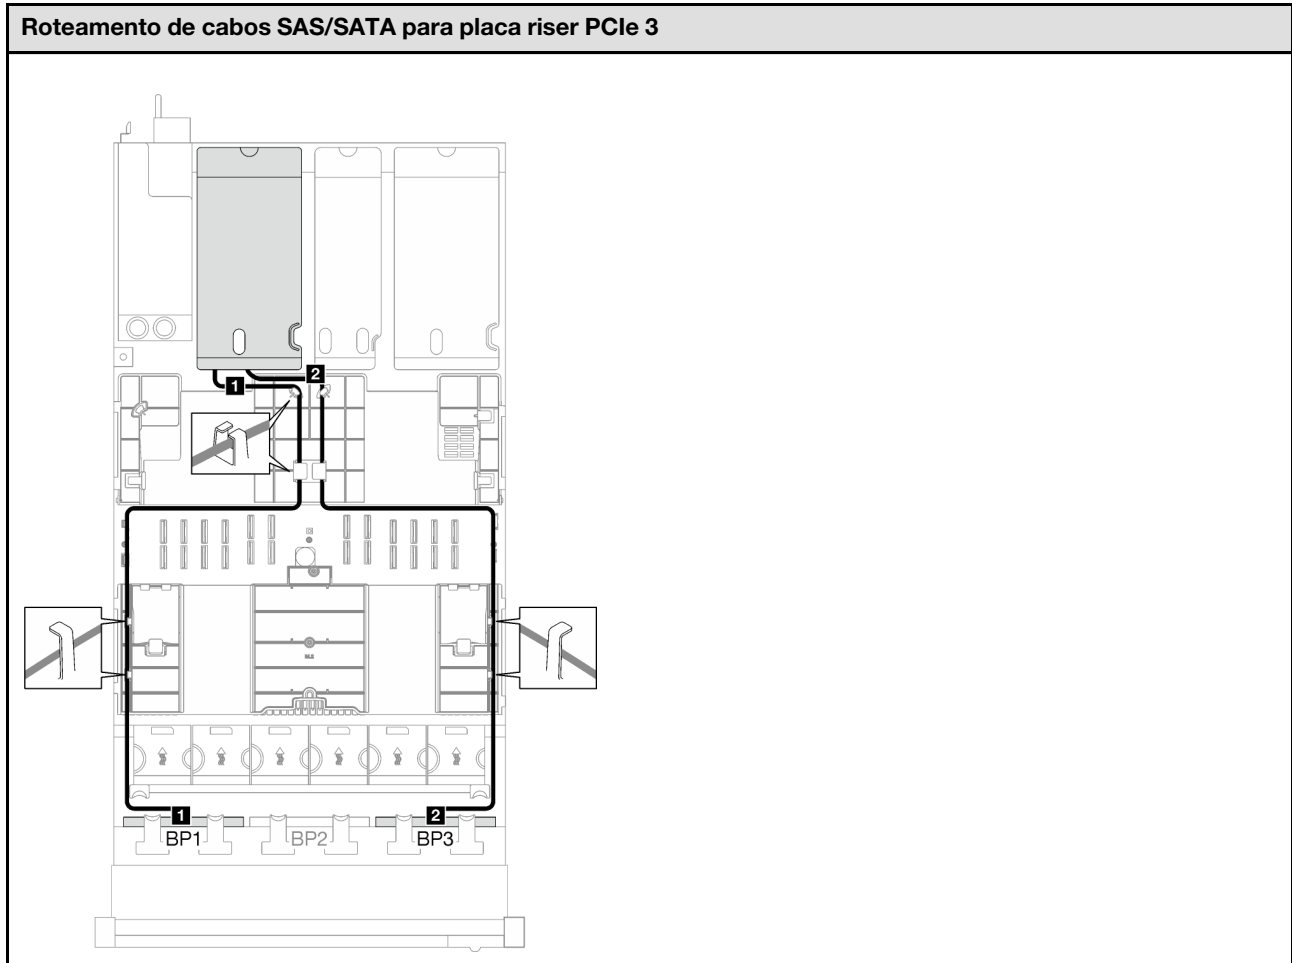 Roteamento de cabos SAS/SATA para placa riser PCIe 3
2
1
1
2
BP1
BP2
BP3